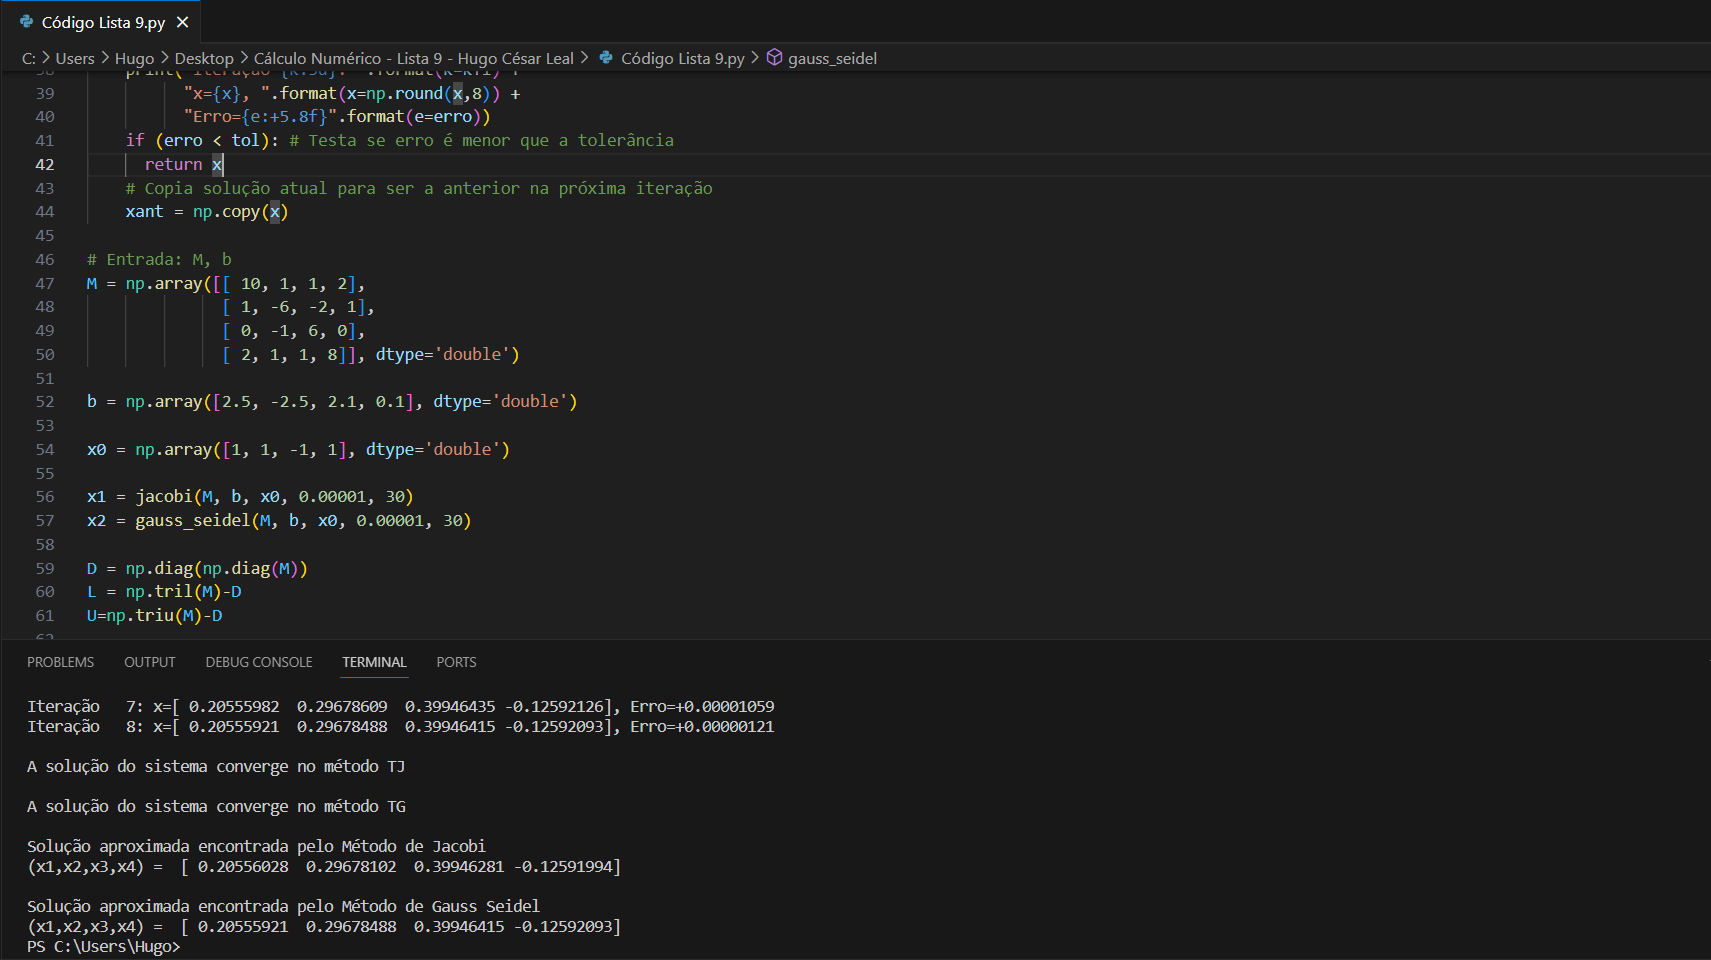 Código Lista 9.py ×
C: > Users > Hugo > Desktop > Cálculo Numérico - Lista 9 - Hugo César Leal > Código Lista 9.py > gauss_seidel
39 "x={x}, ".format(x=np.round(x,8)) +
40 "Erro={e:+5.8f}".format(e=erro))
41 if (erro < tol): # Testa se erro é menor que a tolerância
42 return x
43 # Copia solução atual para ser a anterior na próxima iteração
44 xant = np.copy(x)
45
46 # Entrada: M, b
47 M = np.array([[ 10, 1, 1, 2],
48 [ 1, -6, -2, 1],
49 [ 0, -1, 6, 0],
50 [ 2, 1, 1, 8]], dtype='double')
51
52 b = np.array([2.5, -2.5, 2.1, 0.1], dtype='double')
53
54 x0 = np.array([1, 1, -1, 1], dtype='double')
55
56 x1 = jacobi(M, b, x0, 0.00001, 30)
57 x2 = gauss_seidel(M, b, x0, 0.00001, 30)
58
59 D = np.diag(np.diag(M))
60 L = np.tril(M)-D
61 U=np.triu(M)-D
PROBLEMS OUTPUT DEBUG CONSOLE TERMINAL PORTS
Iteração 7: x=[ 0.20555982 0.29678609 0.39946435 -0.12592126], Erro=+0.00001059
Iteração 8: x=[ 0.20555921 0.29678488 0.39946415 -0.12592093], Erro=+0.00000121
A solução do sistema converge no método TJ
A solução do sistema converge no método TG
Solução aproximada encontrada pelo Método de Jacobi
(x1,x2,x3,x4) = [ 0.20556028 0.29678102 0.39946281 -0.12591994]
Solução aproximada encontrada pelo Método de Gauss Seidel
(x1,x2,x3,x4) = [ 0.20555921 0.29678488 0.39946415 -0.12592093]
PS C:\Users\Hugo>